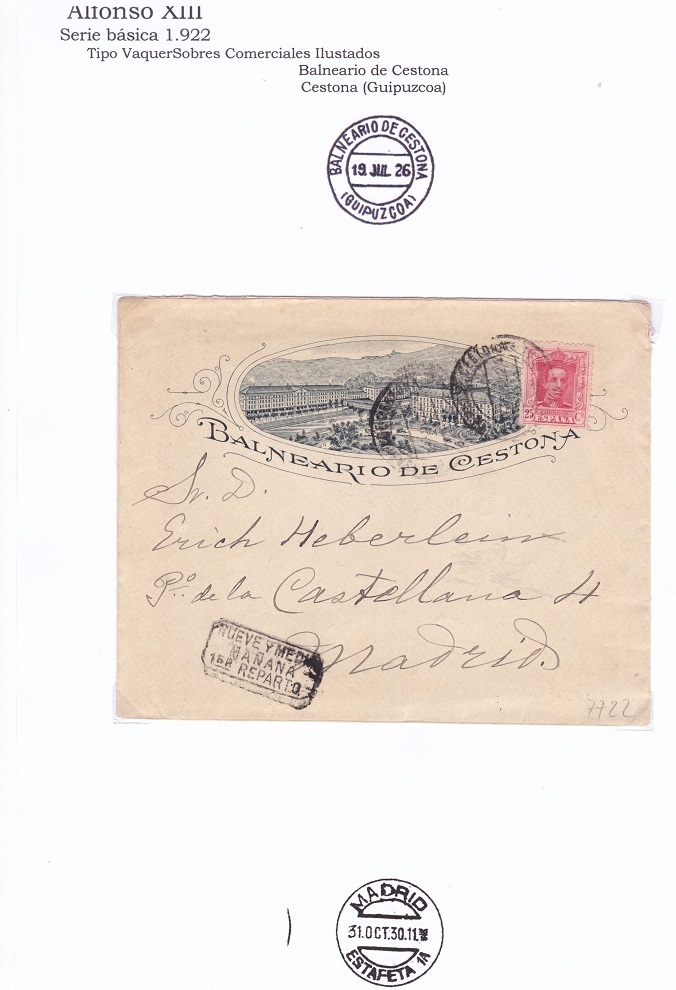 Alfonso XIII
Serie básica 1.922
Tipo VaquerSobres Comerciales Ilustados
Balneario de Cestona
Cestona (Guipuzcoa)
BALNEARIO DE CESTONA
19. JUL. 26
(GUIPUZCOA)
25 Cs
ESPAÑA
BALNEARIO DE CESTONA
Sr. D.
Erich Heberlein
Pº. de la Castellana 4
Madrid
NUEVE Y MEDIA
MAÑANA
1ER REPARTO
7722
MADRID
31.OCT.30.11
ESTAFETA 1A